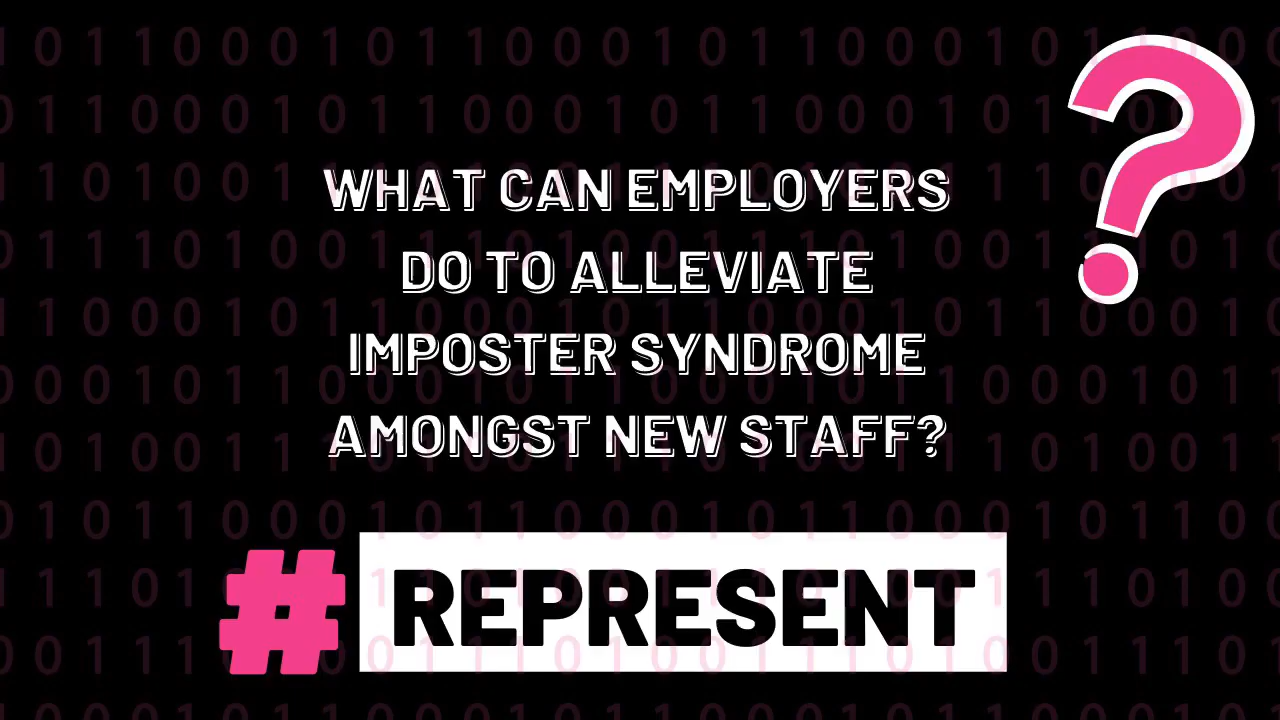 WHAT CAN EMPLOYERS
DO TO ALLEVIATE
IMPOSTER SYNDROME
AMONGST NEW STAFF?
?
#REPRESENT